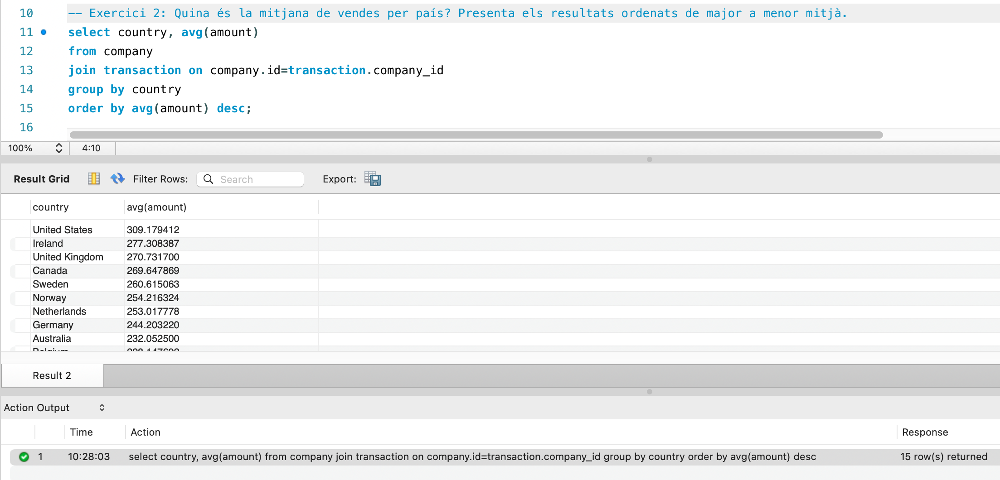 10 -- Exercici 2: Quina és la mitjana de vendes per país? Presenta els resultats ordenats de major a menor mitjà.
11 select country, avg(amount)
12 from company
13 join transaction on company.id=transaction.company_id
14 group by country
15 order by avg(amount) desc;
16
100% 4:10
Result Grid Filter Rows: Search Export:
country avg(amount)
United States 309.179412
Ireland 277.308387
United Kingdom 270.731700
Canada 269.647869
Sweden 260.615063
Norway 254.216324
Netherlands 253.017778
Germany 244.203220
Australia 232.052500
Belgium
Result 2
Action Output
Time Action Response
1 10:28:03 select country, avg(amount) from company join transaction on company.id=transaction.company_id group by country order by avg(amount) desc 15 row(s) returned